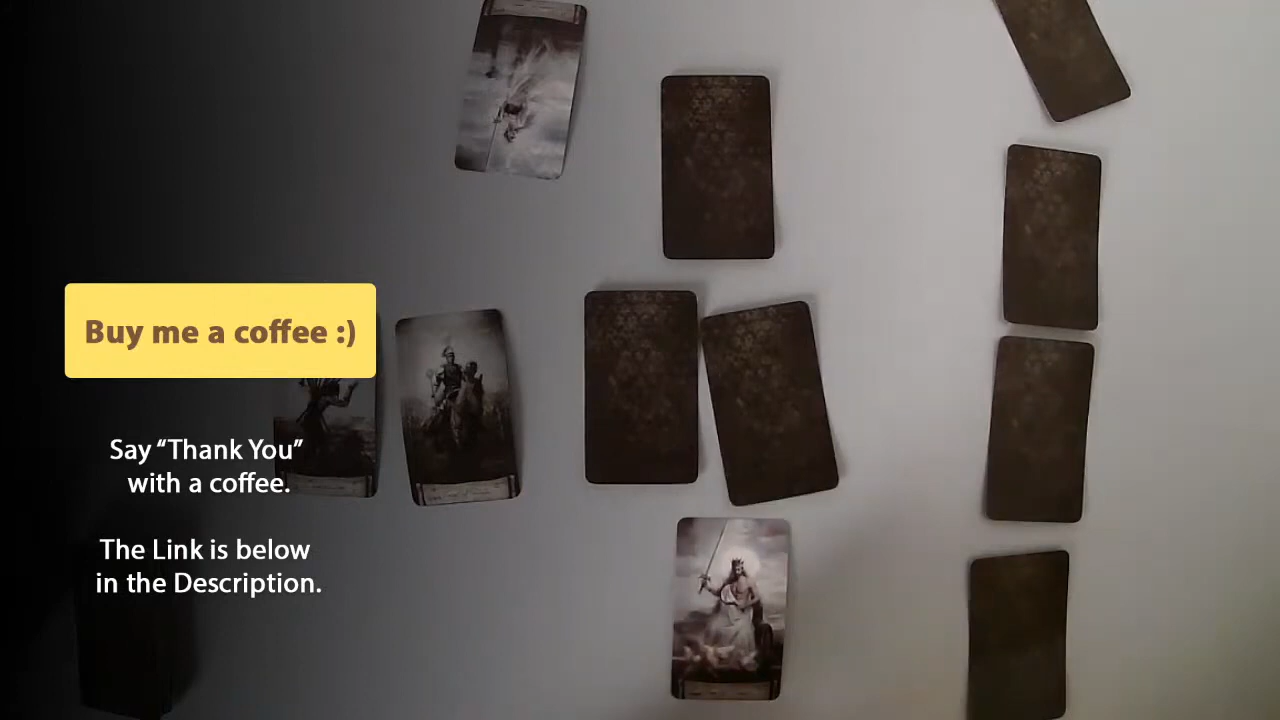 Buy me a coffee :)
Say “Thank You”
with a coffee.
The Link is below
in the Description.